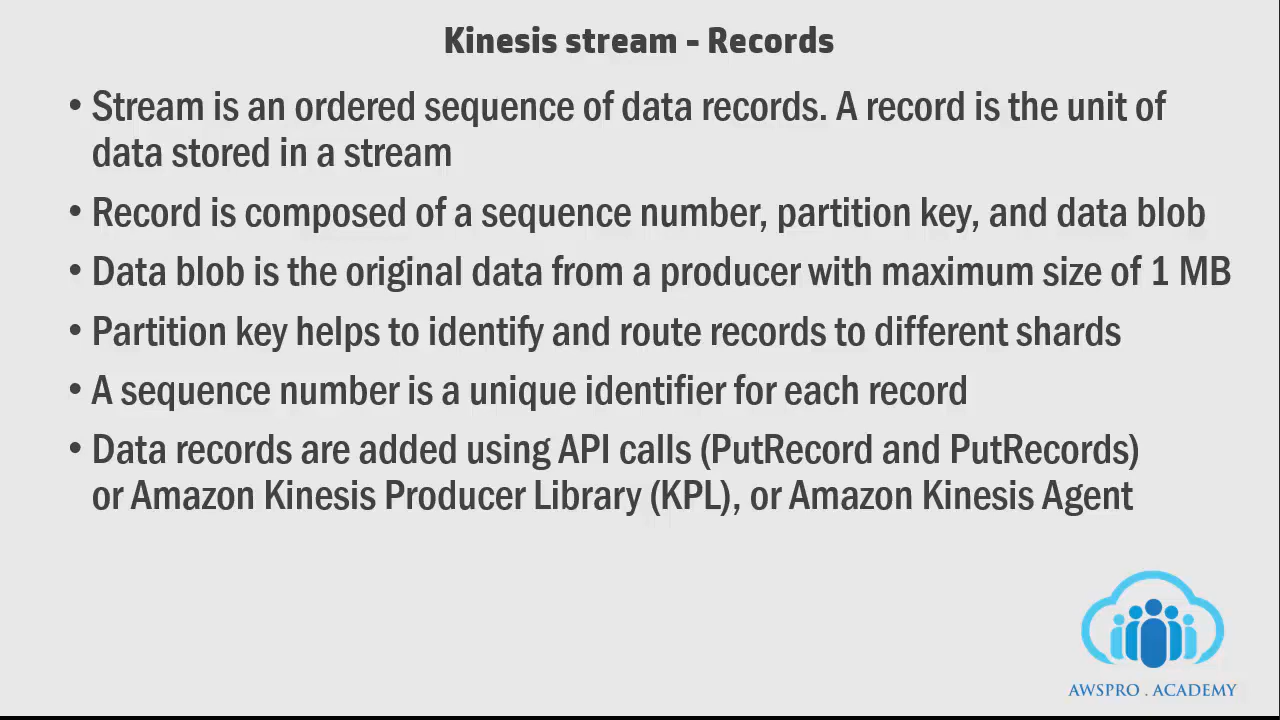 Kinesis stream - Records
• Stream is an ordered sequence of data records. A record is the unit of
data stored in a stream
• Record is composed of a sequence number, partition key, and data blob
• Data blob is the original data from a producer with maximum size of 1 MB
• Partition key helps to identify and route records to different shards
• A sequence number is a unique identifier for each record
• Data records are added using API calls (PutRecord and PutRecords)
or Amazon Kinesis Producer Library (KPL), or Amazon Kinesis Agent
AWSPRO . ACADEMY